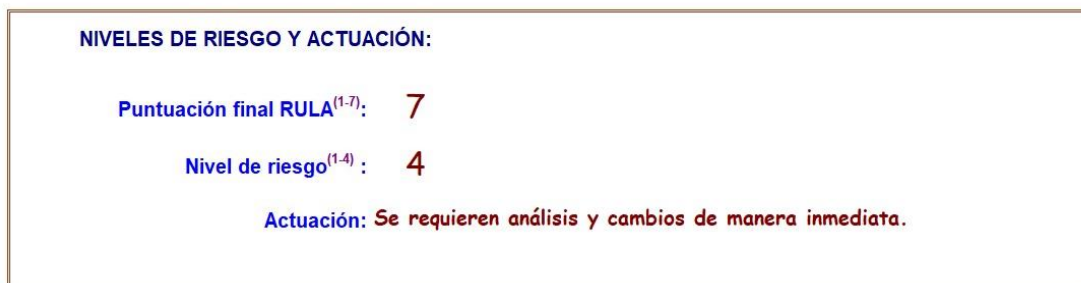 NIVELES DE RIESGO Y ACTUACIÓN:
Puntuación final RULA(1-7): 7
Nivel de riesgo(1-4) : 4
Actuación: Se requieren análisis y cambios de manera inmediata.